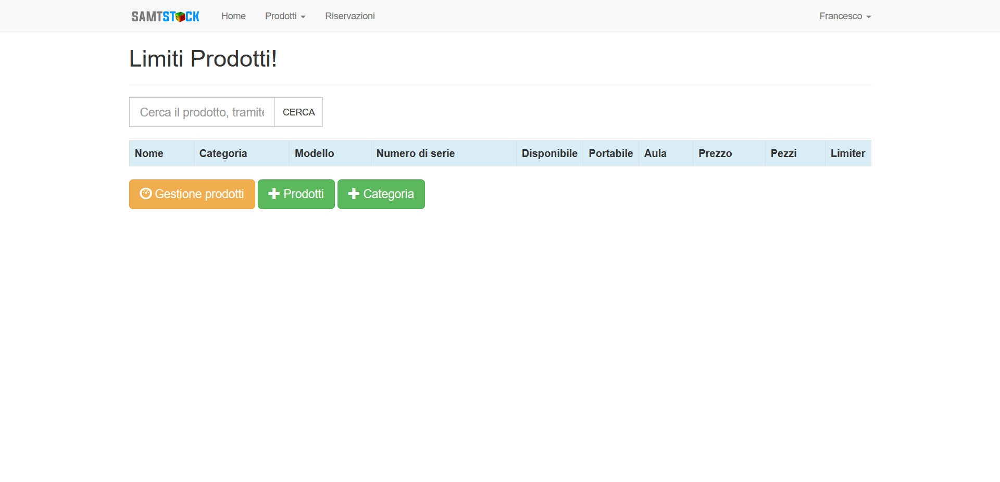 SAMTSTOCK Home Prodotti Riservazioni Francesco
Limiti Prodotti!
Cerca il prodotto, tramite CERCA
Nome Categoria Modello Numero di serie Disponibile Portabile Aula Prezzo Pezzi Limiter
Gestione prodotti Prodotti Categoria